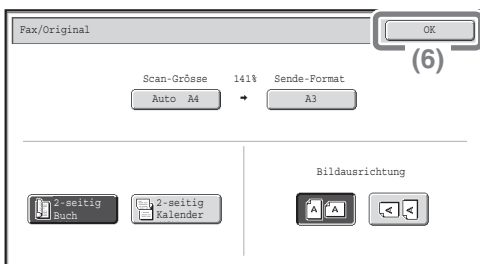 Fax/Original
OK
(6)
Scan-Grösse 141% Sende-Format
Auto A4 → A3
Bildausrichtung
2-seitig
Buch
2-seitig
Kalender
A A
A A